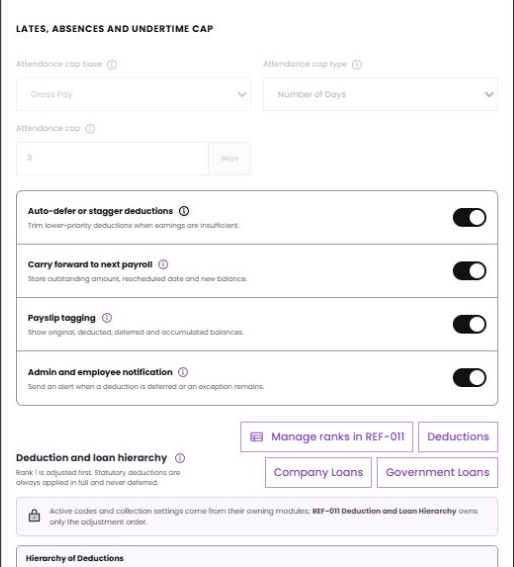 LATES, ABSENCES AND UNDERTIME CAP
Attendance cap base
Attendance cap type
Gross Pay
Number of Days
Attendance cap
3
days
Auto-defer or stagger deductions
Trim lower-priority deductions when earnings are insufficient.
Carry forward to next payroll
Store outstanding amount, rescheduled date and new balance.
Payslip tagging
Show original, deducted, deferred and accumulated balances.
Admin and employee notification
Send an alert when a deduction is deferred or an exception remains.
Manage ranks in REF-011
Deductions
Deduction and loan hierarchy
Rank 1 is adjusted first. Statutory deductions are
always applied in full and never deferred.
Company Loans
Government Loans
Active codes and collection settings come from their owning modules; REF-011 Deduction and Loan Hierarchy owns
only the adjustment order.
Hierarchy of Deductions